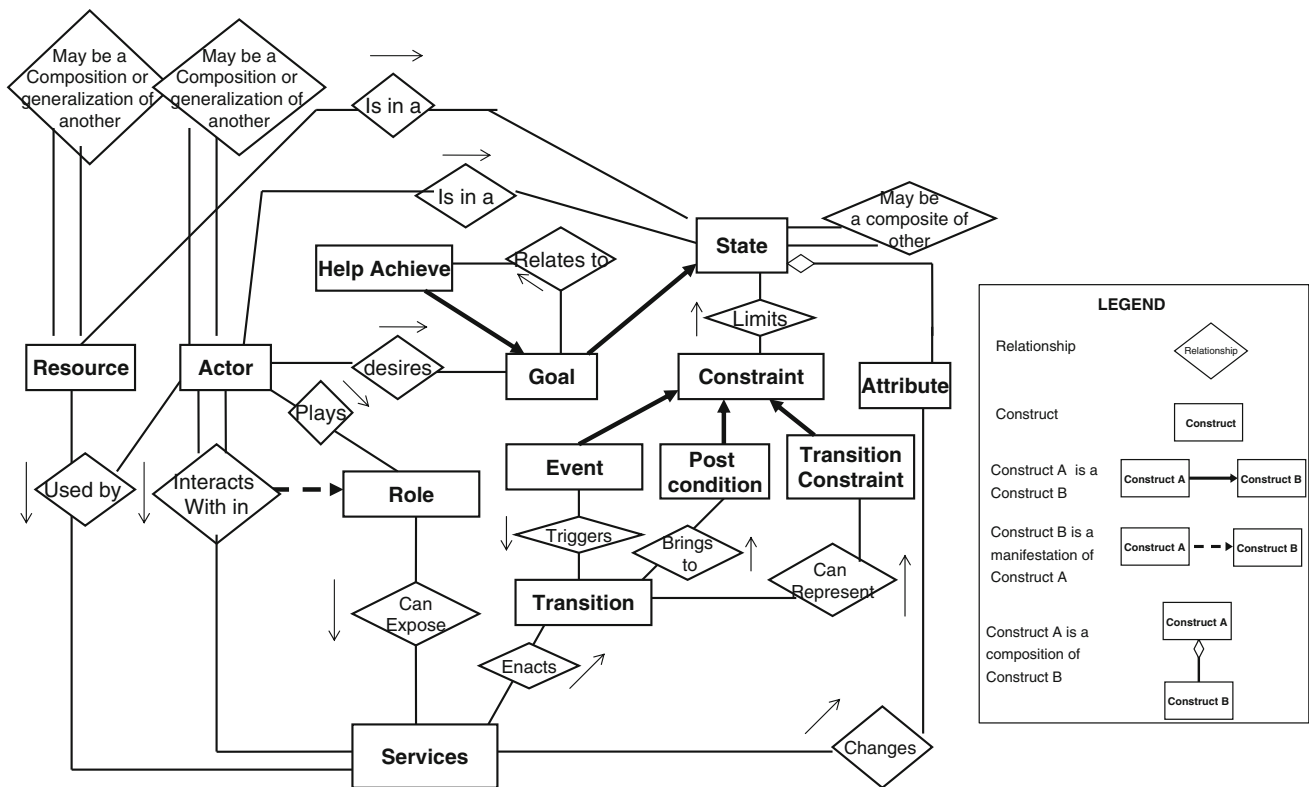 May be a
Composition or
generalization of
another
May be a
Composition or
generalization of
another
Is in a
Is in a
May be
a composite of
other
State
Help Achieve
Relates to
Limits
Resource
Actor
desires
Goal
Constraint
Attribute
Plays
Event
Post
condition
Transition
Constraint
Used by
Interacts
With in
Role
Triggers
Brings
to
Can
Represent
Transition
Can
Expose
Enacts
Services
Changes
LEGEND
Relationship
Relationship
Construct
Construct
Construct A is a
Construct B
Construct A
Construct B
Construct B is a
manifestation of
Construct A
Construct A
Construct B
Construct A is a
composition of
Construct B
Construct A
Construct B